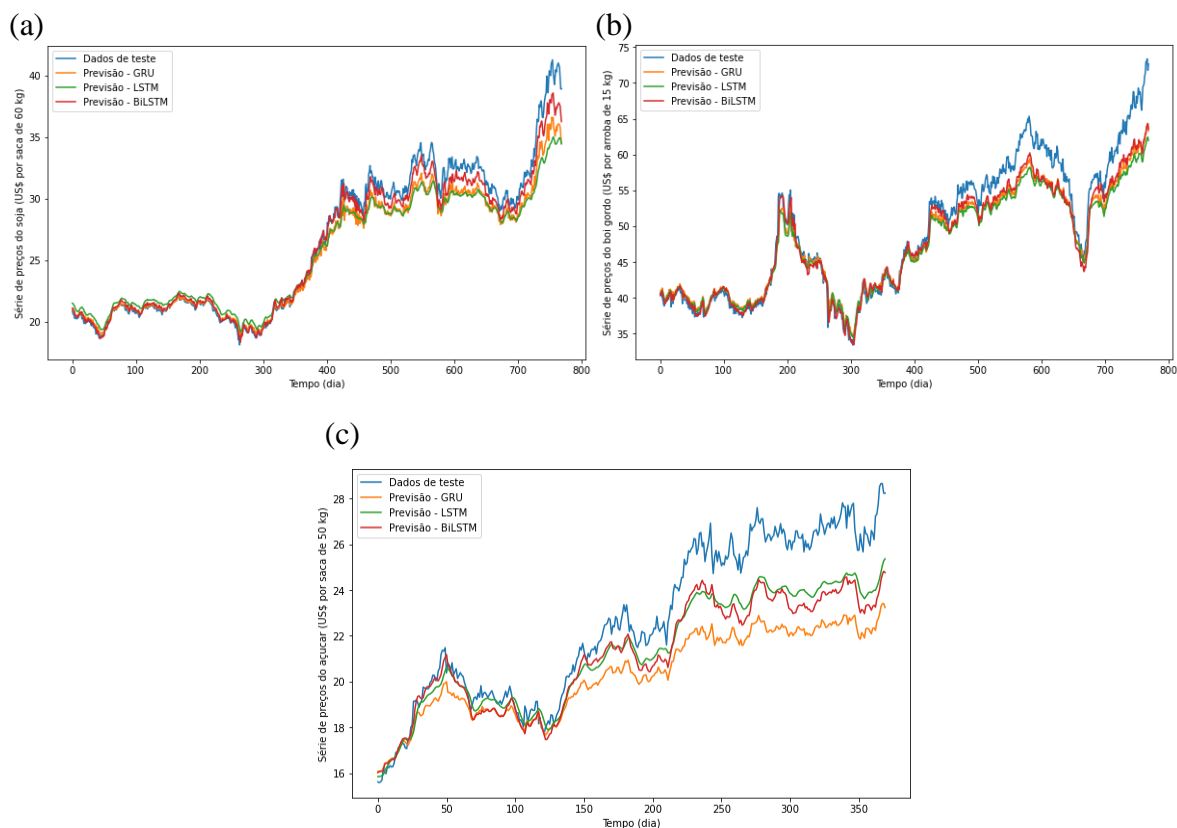 (a)
Série de preços do soja (US$ por saca de 60 kg)
Dados de teste
Previsão - GRU
Previsão - LSTM
Previsão - BiLSTM
40
35
30
25
20
0 100 200 300 400 500 600 700 800
Tempo (dia)
(b)
Série de preços do boi gordo (US$ por arroba de 15 kg)
Dados de teste
Previsão - GRU
Previsão - LSTM
Previsão - BiLSTM
75
70
65
60
55
50
45
40
35
0 100 200 300 400 500 600 700 800
Tempo (dia)
(c)
Série de preços do açucar (US$ por saca de 50 kg)
Dados de teste
Previsão - GRU
Previsão - LSTM
Previsão - BiLSTM
28
26
24
22
20
18
16
0 50 100 150 200 250 300 350
Tempo (dia)